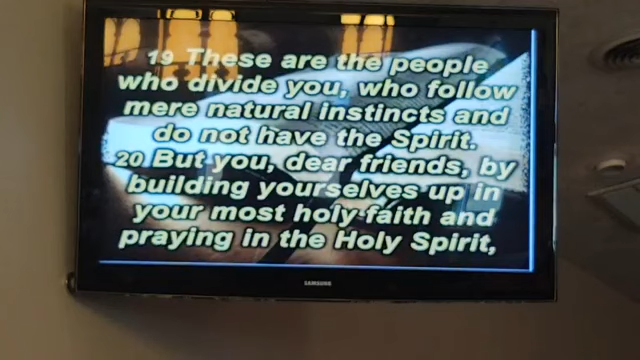 19 These are the people
who divide you, who follow
mere natural instincts and
do not have the Spirit.
20 But you, dear friends, by
building yourselves up in
your most holy faith and
praying in the Holy Spirit,
SAMSUNG